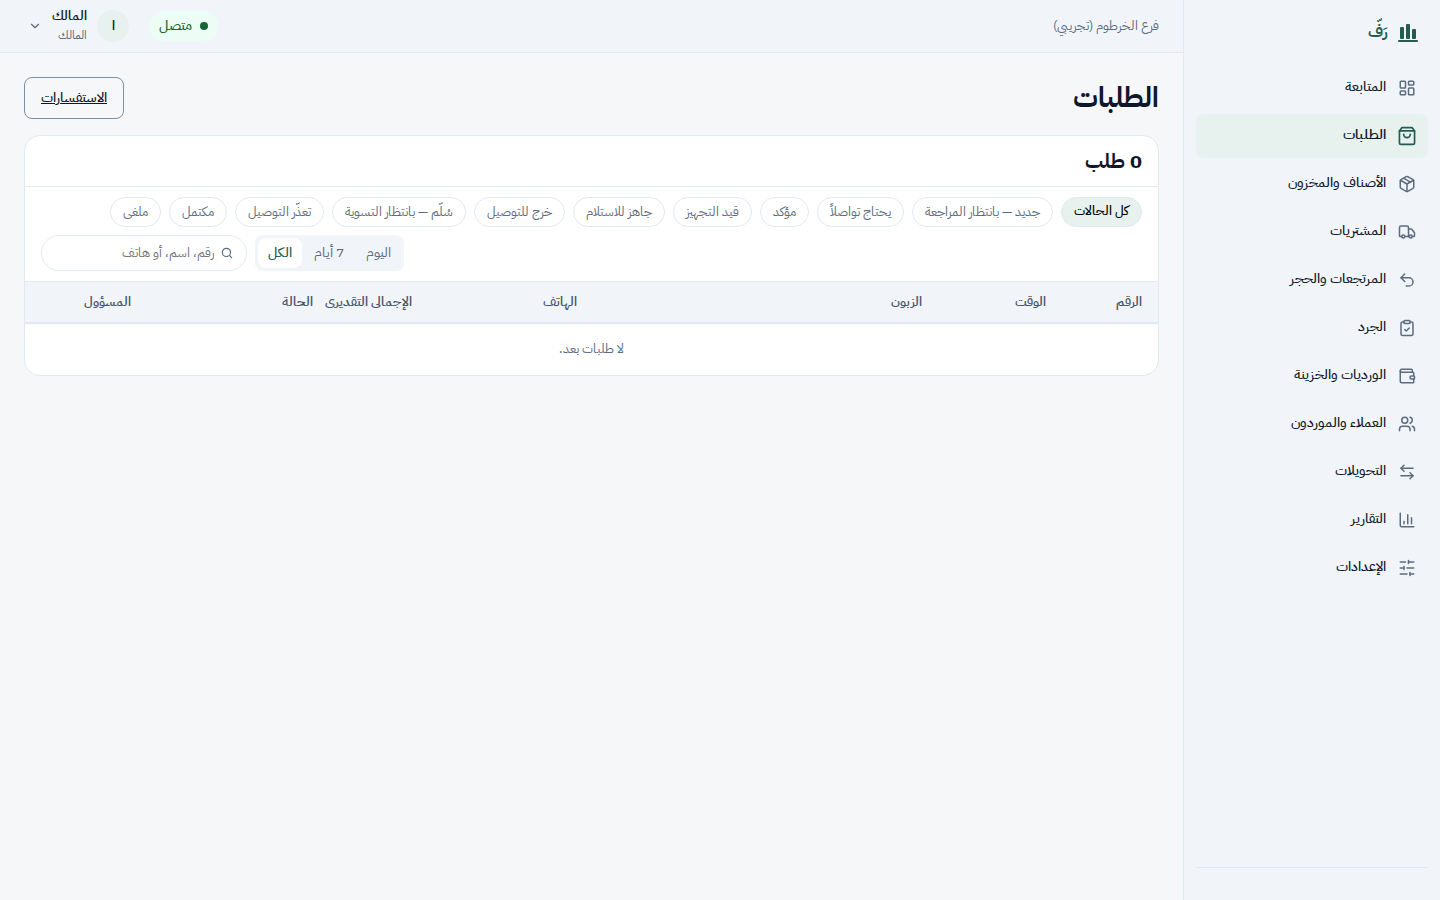 رَفّ
المتابعة
الطلبات
الأصناف والمخزون
المشتريات
المرتجعات والحجر
الجرد
الورديات والخزينة
العملاء والموردون
التحويلات
التقارير
الإعدادات
فرع الخرطوم (تجريبي)
متصل
ا
المالك
المالك
الطلبات
الاستفسارات
0 طلب
كل الحالات
جديد — بانتظار المراجعة
يحتاج تواصلاً
مؤكد
قيد التجهيز
جاهز للاستلام
خرج للتوصيل
سُلّم — بانتظار التسوية
تعذّر التوصيل
مكتمل
ملغى
اليوم
7 أيام
الكل
رقم، اسم، أو هاتف
الرقم
الوقت
الزبون
الهاتف
الإجمالي التقديري
الحالة
المسؤول
لا طلبات بعد.